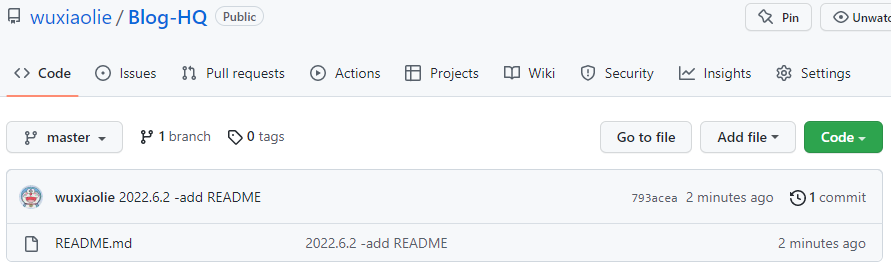 wuxiaolie / Blog-HQ Public Pin Unwatc
Code Issues Pull requests Actions Projects Wiki Security Insights Settings
master 1 branch 0 tags Go to file Add file Code
wuxiaolie 2022.6.2 -add README 793acea 2 minutes ago 1 commit
README.md 2022.6.2 -add README 2 minutes ago